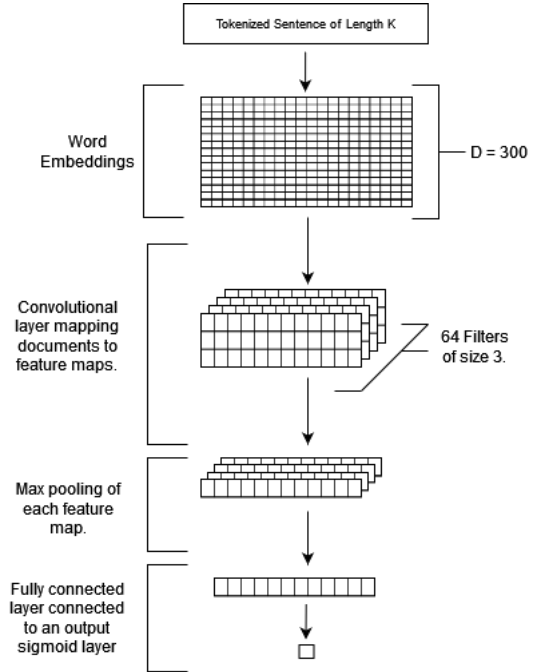 Tokenized Sentence of Length K
Word
Embeddings
D = 300
Convolutional
layer mapping
documents to
feature maps.
64 Filters
of size 3.
Max pooling of
each feature
map.
Fully connected
layer connected
to an output
sigmoid layer